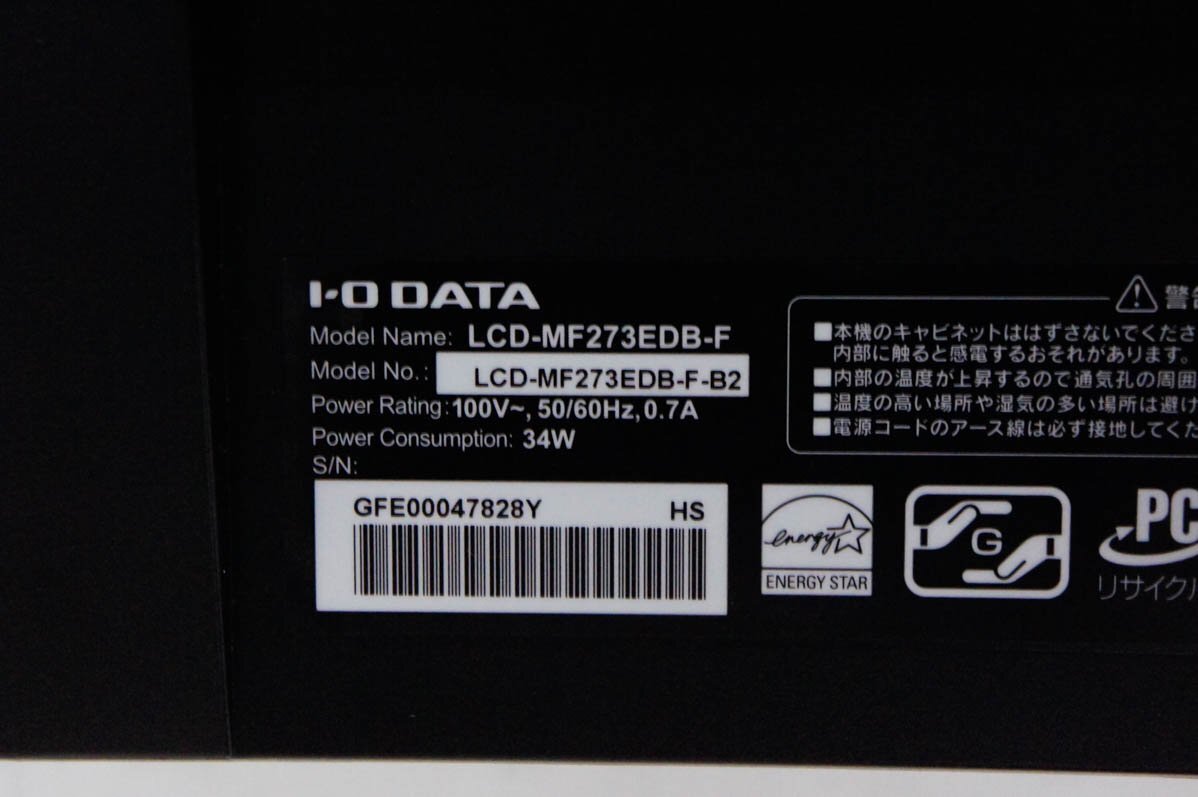 I-O DATA
Model Name: LCD-MF273EDB-F
Model No.: LCD-MF273EDB-F-B2
Power Rating: 100V~, 50/60Hz, 0.7A
Power Consumption: 34W
S/N:
GFE00047828Y HS
energy
ENERGY STAR
G
PC
リサイクル
警告
■本機のキャビネットははずさないでくださ
内部に触ると感電するおそれがあります。
■内部の温度が上昇するので通気孔の周囲
■温度の高い場所や湿気の多い場所は避け
■電源コードのアース線は必ず接地してくだ